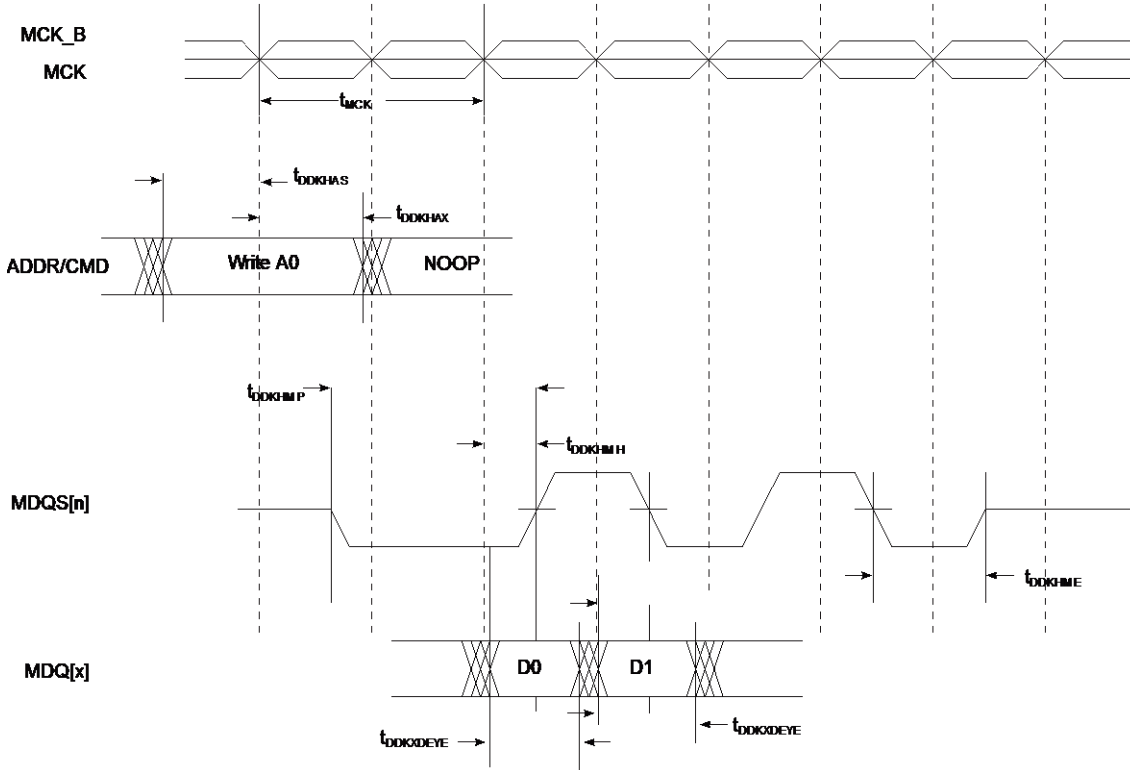 MCK_B
MCK
tMCK
tDDKHAS
tDDKHAX
ADDR/CMD
Write A0
NOOP
tDDKHMP
tDDKHMH
MDQS[n]
tDDKHME
MDQ[x]
D0
D1
tDDKXDEYE
tDDKXDEYE